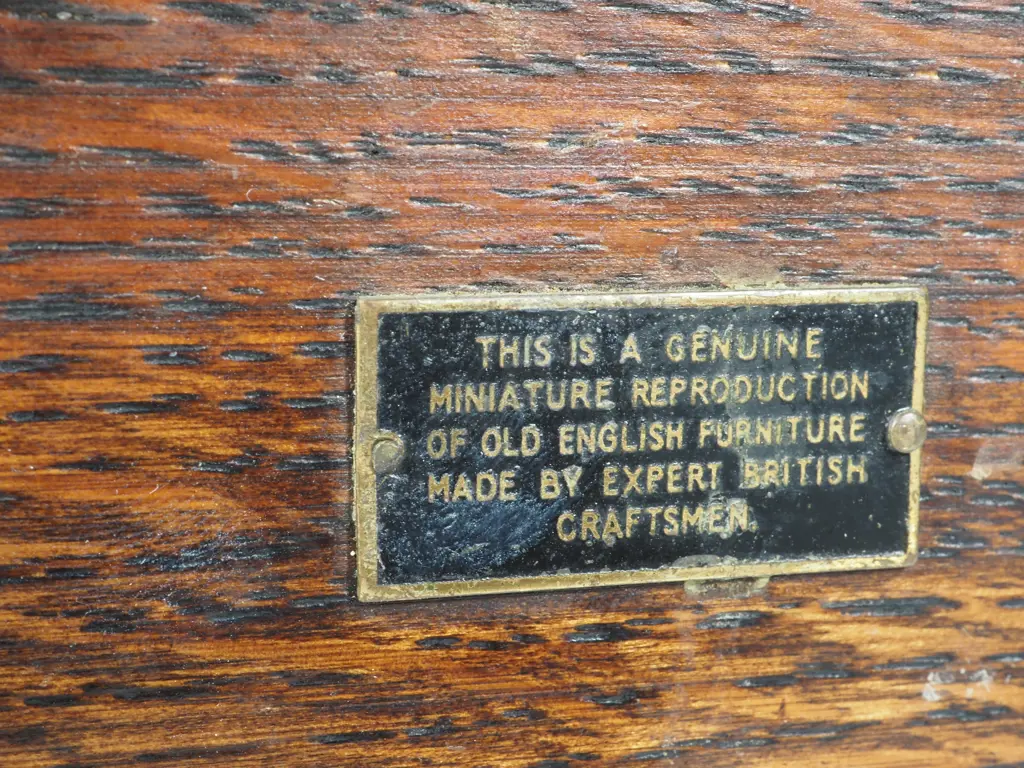 THIS IS A GENUINE
MINIATURE REPRODUCTION
OF OLD ENGLISH FURNITURE
MADE BY EXPERT BRITISH
CRAFTSMEN.